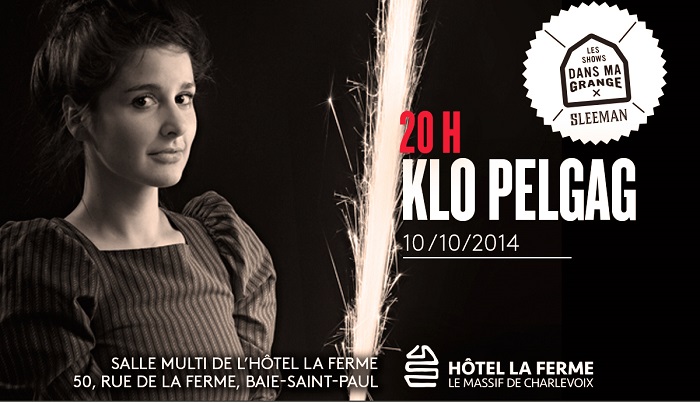 LES
SHOWS
DANS MA
GRANGE
X
SLEEMAN
20 H
KLO PELGAG
10/10/2014
SALLE MULTI DE L'HÔTEL LA FERME
50, RUE DE LA FERME, BAIE-SAINT-PAUL
HÔTEL LA FERME
LE MASSIF DE CHARLEVOIX